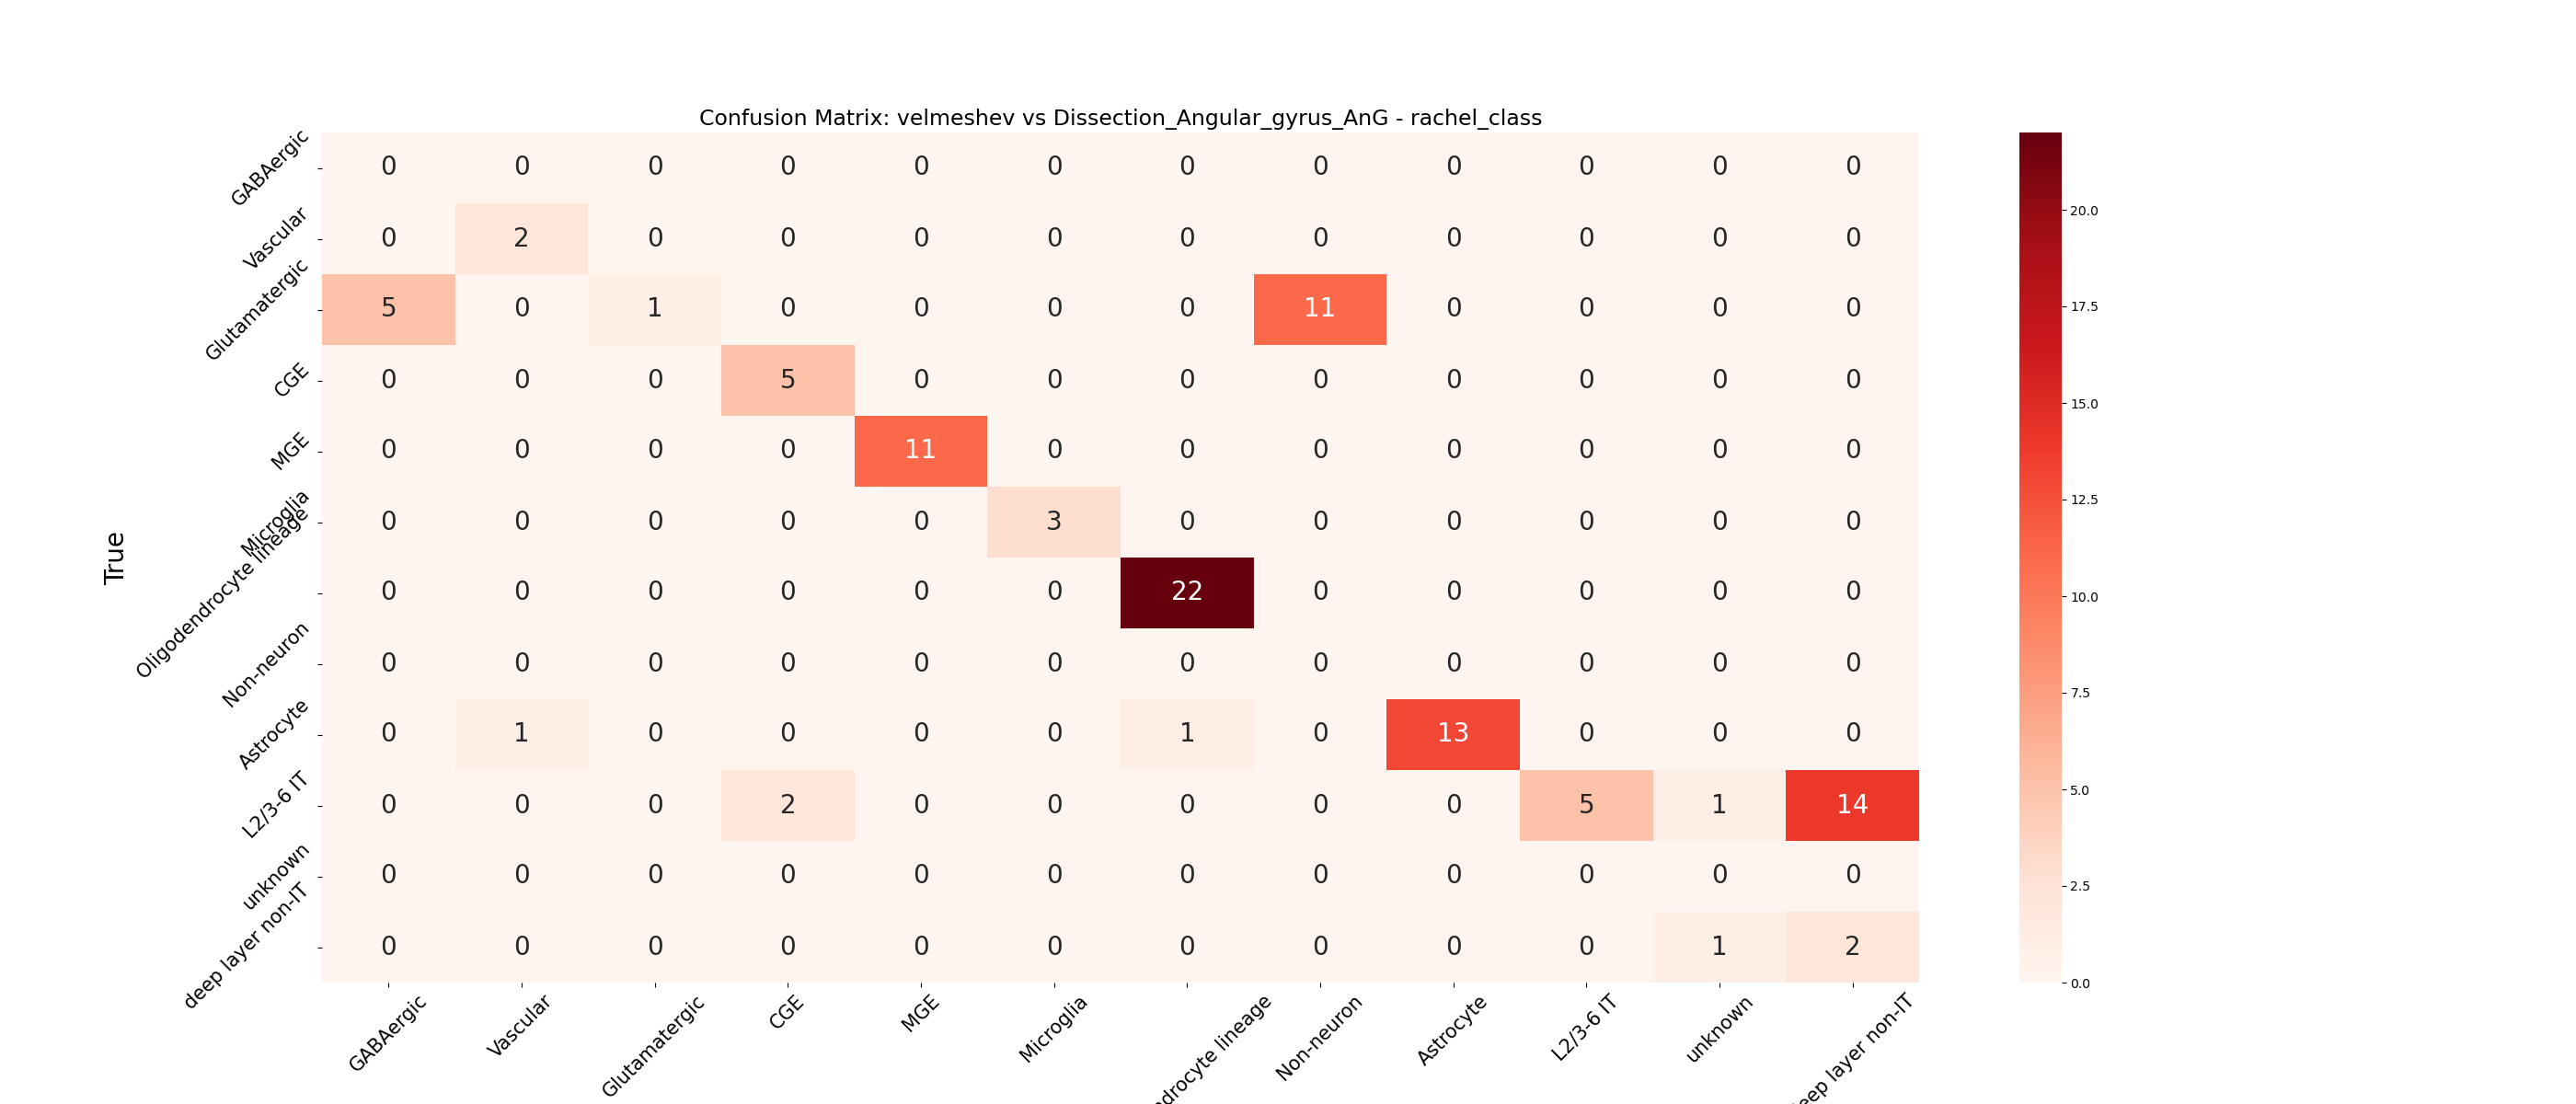 Confusion Matrix: velmeshev vs Dissection_Angular_gyrus_AnG - rachel_class
True
GABAergic 0 0 0 0 0 0 0 0 0 0 0 0
Vascular 0 2 0 0 0 0 0 0 0 0 0 0
Glutamatergic 5 0 1 0 0 0 0 11 0 0 0 0
CGE 0 0 0 5 0 0 0 0 0 0 0 0
MGE 0 0 0 0 11 0 0 0 0 0 0 0
Microglia 0 0 0 0 0 3 0 0 0 0 0 0
Oligodendrocyte lineage 0 0 0 0 0 0 22 0 0 0 0 0
Non-neuron 0 0 0 0 0 0 0 0 0 0 0 0
Astrocyte 0 1 0 0 0 0 1 0 13 0 0 0
L2/3-6 IT 0 0 0 2 0 0 0 0 0 5 1 14
unknown 0 0 0 0 0 0 0 0 0 0 0 0
deep layer non-IT 0 0 0 0 0 0 0 0 0 0 1 2
GABAergic
Vascular
Glutamatergic
CGE
MGE
Microglia
drocyte lineage
Non-neuron
Astrocyte
L2/3-6 IT
unknown
eep layer non-IT
20.0
17.5
15.0
12.5
10.0
7.5
5.0
2.5
0.0